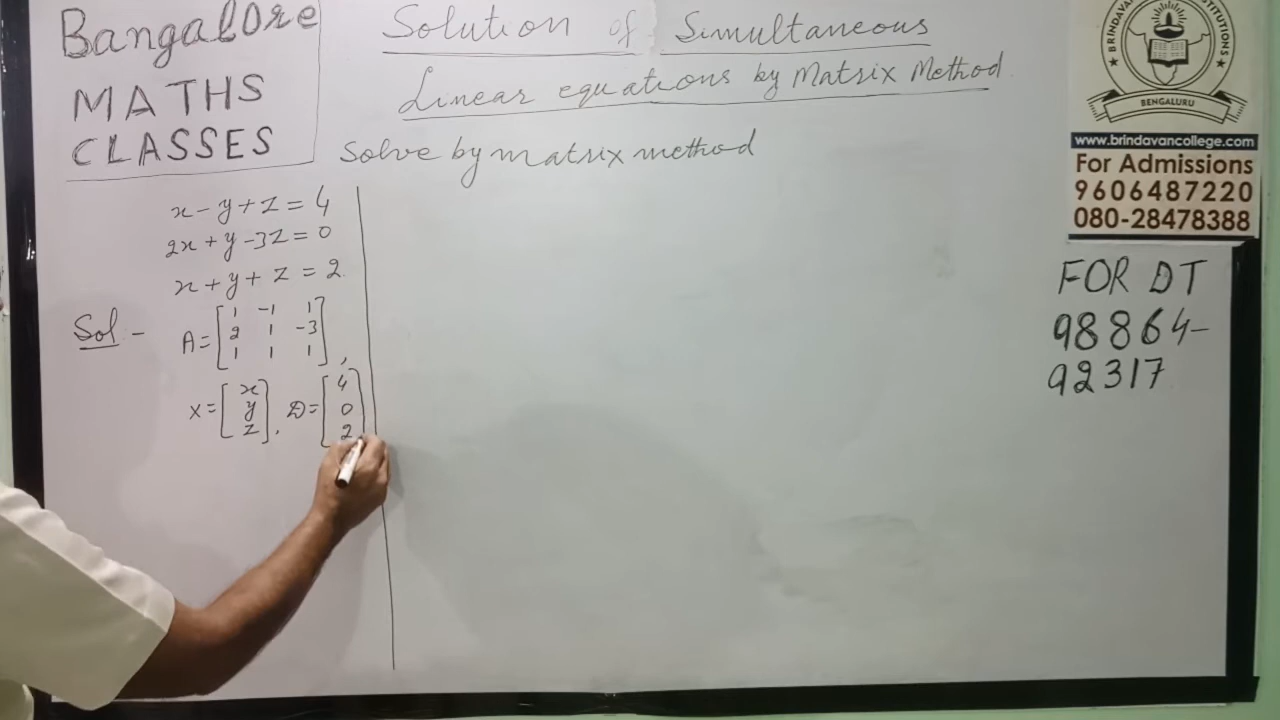 Bangalore
MATHS
CLASSES
Solution of Simultaneous
Linear equations by Matrix Method
Solve by matrix method
x - y + z = 4
2x + y - 3z = 0
x + y + z = 2
Sol - A = [1 -1 1
2 1 -3
1 1 1],
X = [x
y
z], D = [4
0
2
BRINDAVAN
BENGALURU
www.brindavancollege.com
For Admissions
9606487220
080-28478388
FOR DT
98864-
92317